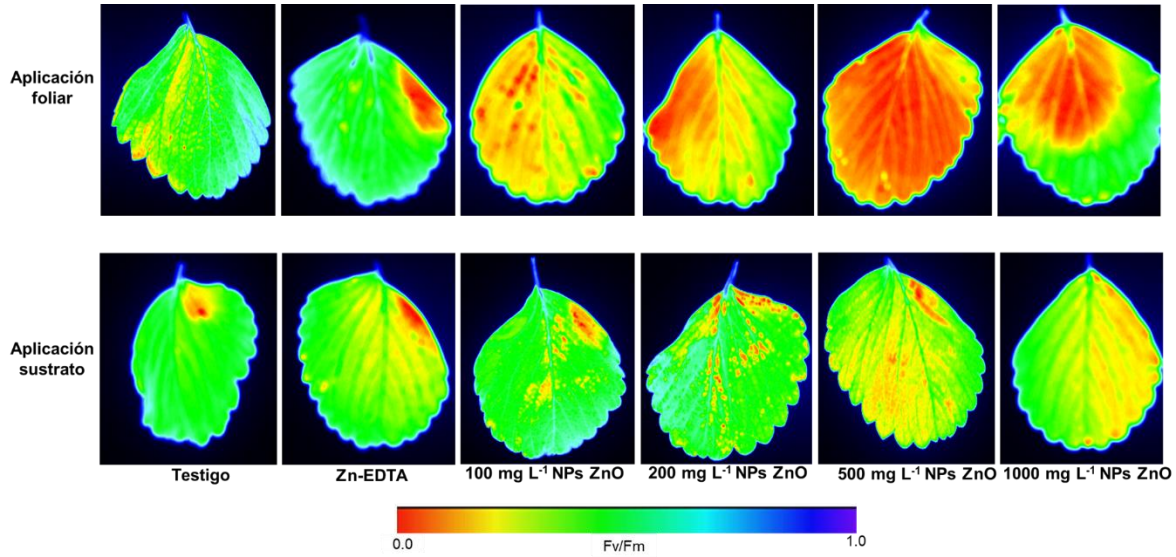 Aplicación
foliar
Aplicación
sustrato
Testigo
Zn-EDTA
100 mg L-1 NPs ZnO
200 mg L-1 NPs ZnO
500 mg L-1 NPs ZnO
1000 mg L-1 NPs ZnO
0.0
Fv/Fm
1.0